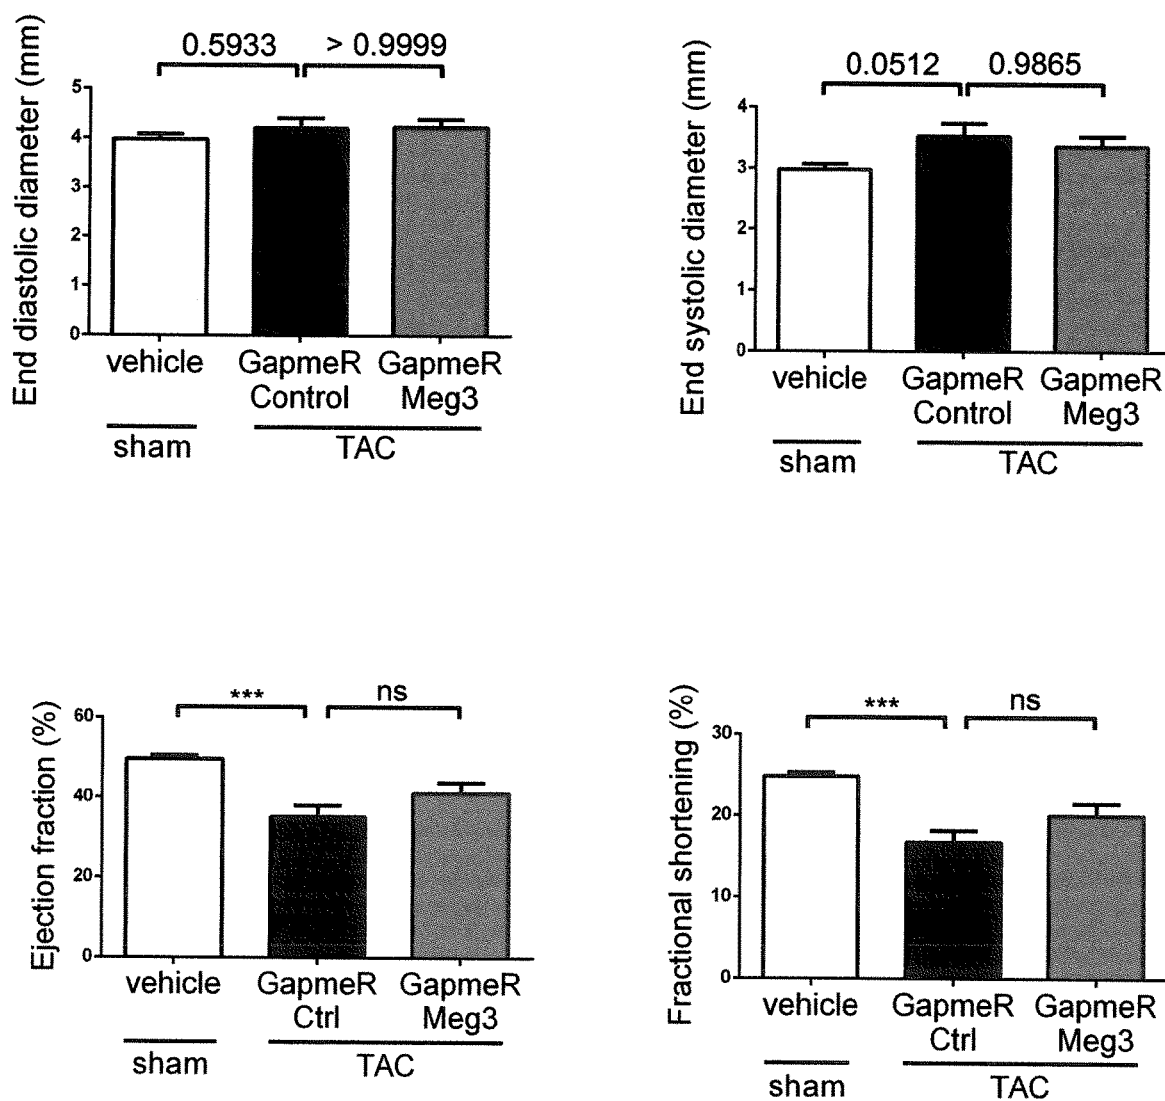 End diastolic diameter (mm)
0.5933
> 0.9999
5
4
3
2
1
0
vehicle
GapmeR
Control
GapmeR
Meg3
sham
TAC
End systolic diameter (mm)
0.0512
0.9865
4
3
2
1
0
vehicle
GapmeR
Control
GapmeR
Meg3
sham
TAC
Ejection fraction (%)
***
ns
60
40
20
0
vehicle
GapmeR
Ctrl
GapmeR
Meg3
sham
TAC
Fractional shortening (%)
***
ns
30
20
10
0
vehicle
GapmeR
Ctrl
GapmeR
Meg3
sham
TAC